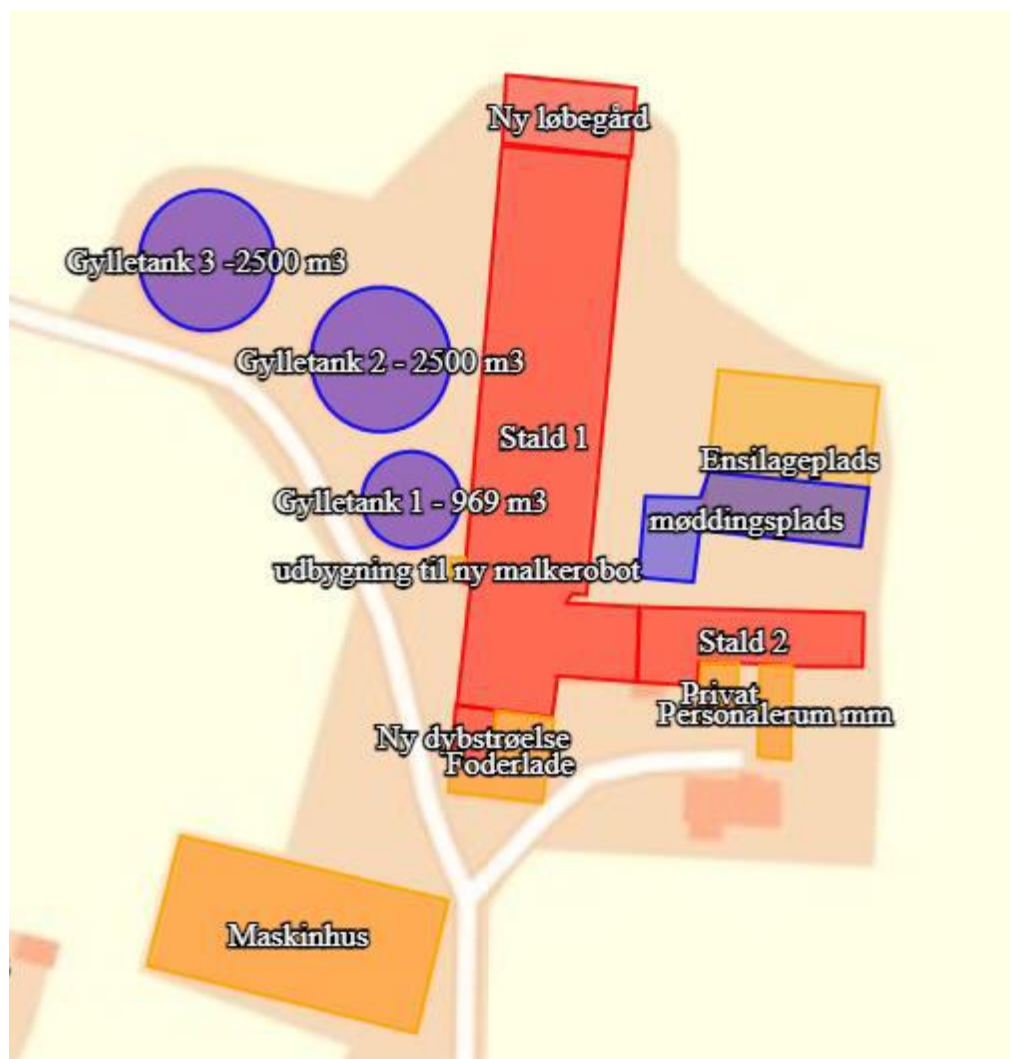 Ny løbegård
Gylletank 3 -2500 m3
Gylletank 2 - 2500 m3
Stald 1
Ensilageplads
Gylletank 1 - 969 m3
møddingsplads
udbygning til ny malkerobot
Stald 2
Privat
Personalerum mm
Ny dybstrøelse
Foderlade
Maskinhus